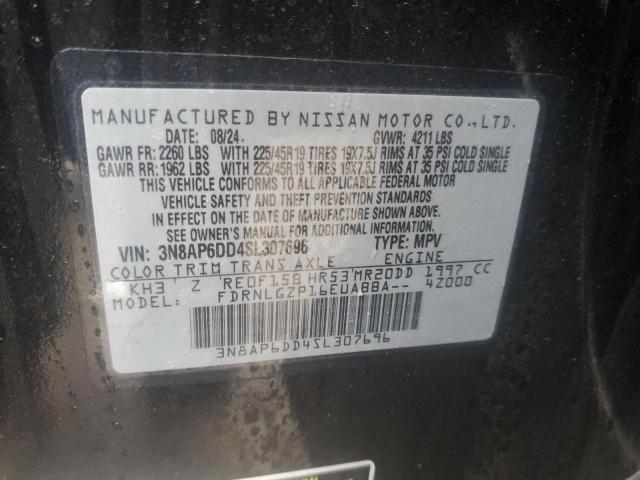 MANUFACTURED BY NISSAN MOTOR CO.,LTD.
DATE: 08/24. GVWR: 4211 LBS
GAWR FR: 2260 LBS WITH 225/45R19 TIRES 19X7.5J RIMS AT 35 PSI COLD SINGLE
GAWR RR: 1962 LBS WITH 225/45R19 TIRES 19X7.5J RIMS AT 35 PSI COLD SINGLE
THIS VEHICLE CONFORMS TO ALL APPLICABLE FEDERAL MOTOR
VEHICLE SAFETY AND THEFT PREVENTION STANDARDS
IN EFFECT ON THE DATE OF MANUFACTURE SHOWN ABOVE.
SEE OWNERS MANUAL FOR FURTHER INFORMATION
VIN: 3N8AP6DD4SL307696 TYPE: MPV
COLOR TRIM TRANS AXLE ENGINE
KH3 Z RE0F15B HR53 MR20DD 1997 CC
MODEL: FDRNLGZP16EUA8BA-- 4Z000
3N8AP6DD4SL307696